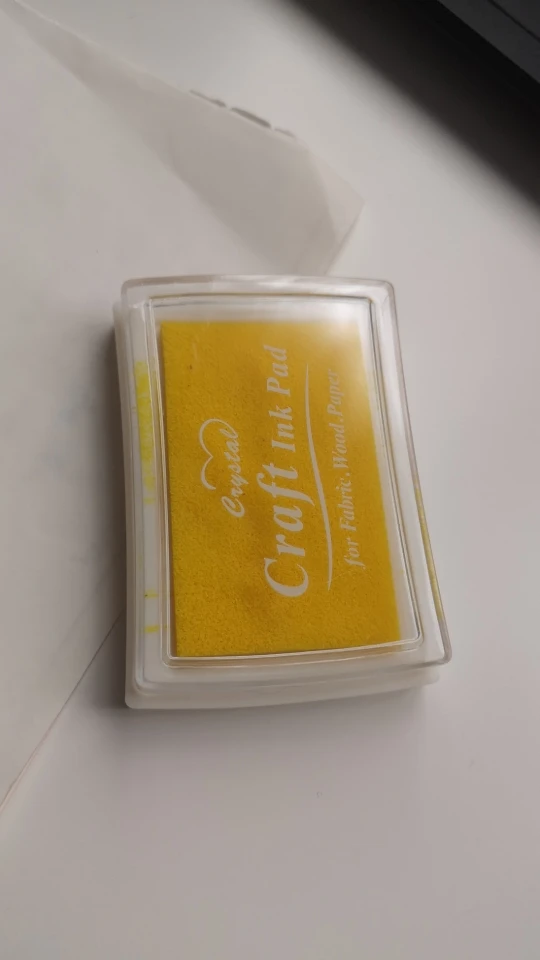 Crystal
Craft Ink Pad
for Fabric.Wood.Paper